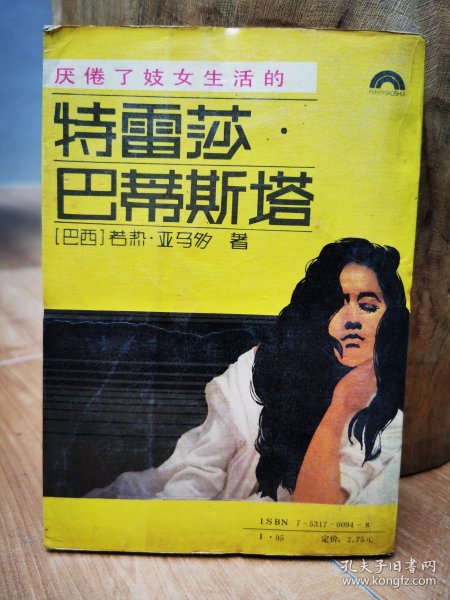 厌倦了妓女生活的
特雷莎·
巴蒂斯塔
[巴西]若热·亚马多 著
ISBN 7-5317-0094-8
I·95 定价:2.75元
孔夫子旧书网
www.kongfz.com